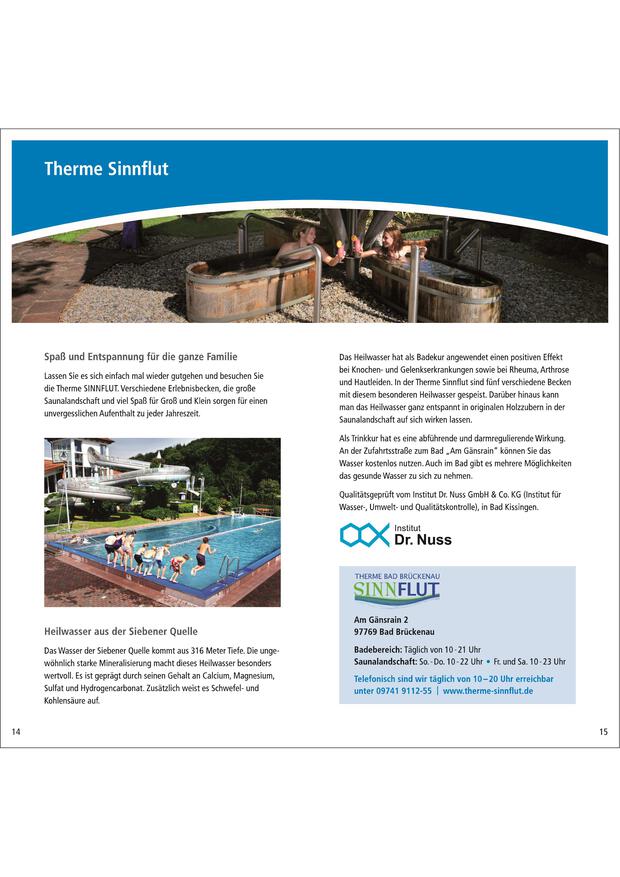 Therme Sinnflut
Spaß und Entspannung für die ganze Familie
Lassen Sie es sich einfach mal wieder gutgehen und besuchen Sie
die Therme SINNFLUT. Verschiedene Erlebnisbecken, die große
Saunalandschaft und viel Spaß für Groß und Klein sorgen für einen
unvergesslichen Aufenthalt zu jeder Jahreszeit.
Heilwasser aus der Siebener Quelle
Das Wasser der Siebener Quelle kommt aus 316 Meter Tiefe. Die unge-
wöhnlich starke Mineralisierung macht dieses Heilwasser besonders
wertvoll. Es ist geprägt durch seinen Gehalt an Calcium, Magnesium,
Sulfat und Hydrogencarbonat. Zusätzlich weist es Schwefel- und
Kohlensäure auf.
14
Das Heilwasser hat als Badekur angewendet einen positiven Effekt
bei Knochen- und Gelenkserkrankungen sowie bei Rheuma, Arthrose
und Hautleiden. In der Therme Sinnflut sind fünf verschiedene Becken
mit diesem besonderen Heilwasser gespeist. Darüber hinaus kann
man das Heilwasser ganz entspannt in originalen Holzzubern in der
Saunalandschaft auf sich wirken lassen.
Als Trinkkur hat es eine abführende und darmregulierende Wirkung.
An der Zufahrtsstraße zum Bad „Am Gänsrain" können Sie das
Wasser kostenlos nutzen. Auch im Bad gibt es mehrere Möglichkeiten
das gesunde Wasser zu sich zu nehmen.
Qualitätsgeprüft vom Institut Dr. Nuss GmbH & Co. KG (Institut für
Wasser-, Umwelt- und Qualitätskontrolle), in Bad Kissingen.
Institut
Dr. Nuss
THERME BAD BRÜCKENAU
SINNFLUT
Am Gänsrain 2
97769 Bad Brückenau
Badebereich: Täglich von 10 - 21 Uhr
Saunalandschaft: So. - Do. 10 - 22 Uhr • Fr. und Sa. 10 - 23 Uhr
Telefonisch sind wir täglich von 10 – 20 Uhr erreichbar
unter 09741 9112-55 | www.therme-sinnflut.de
15